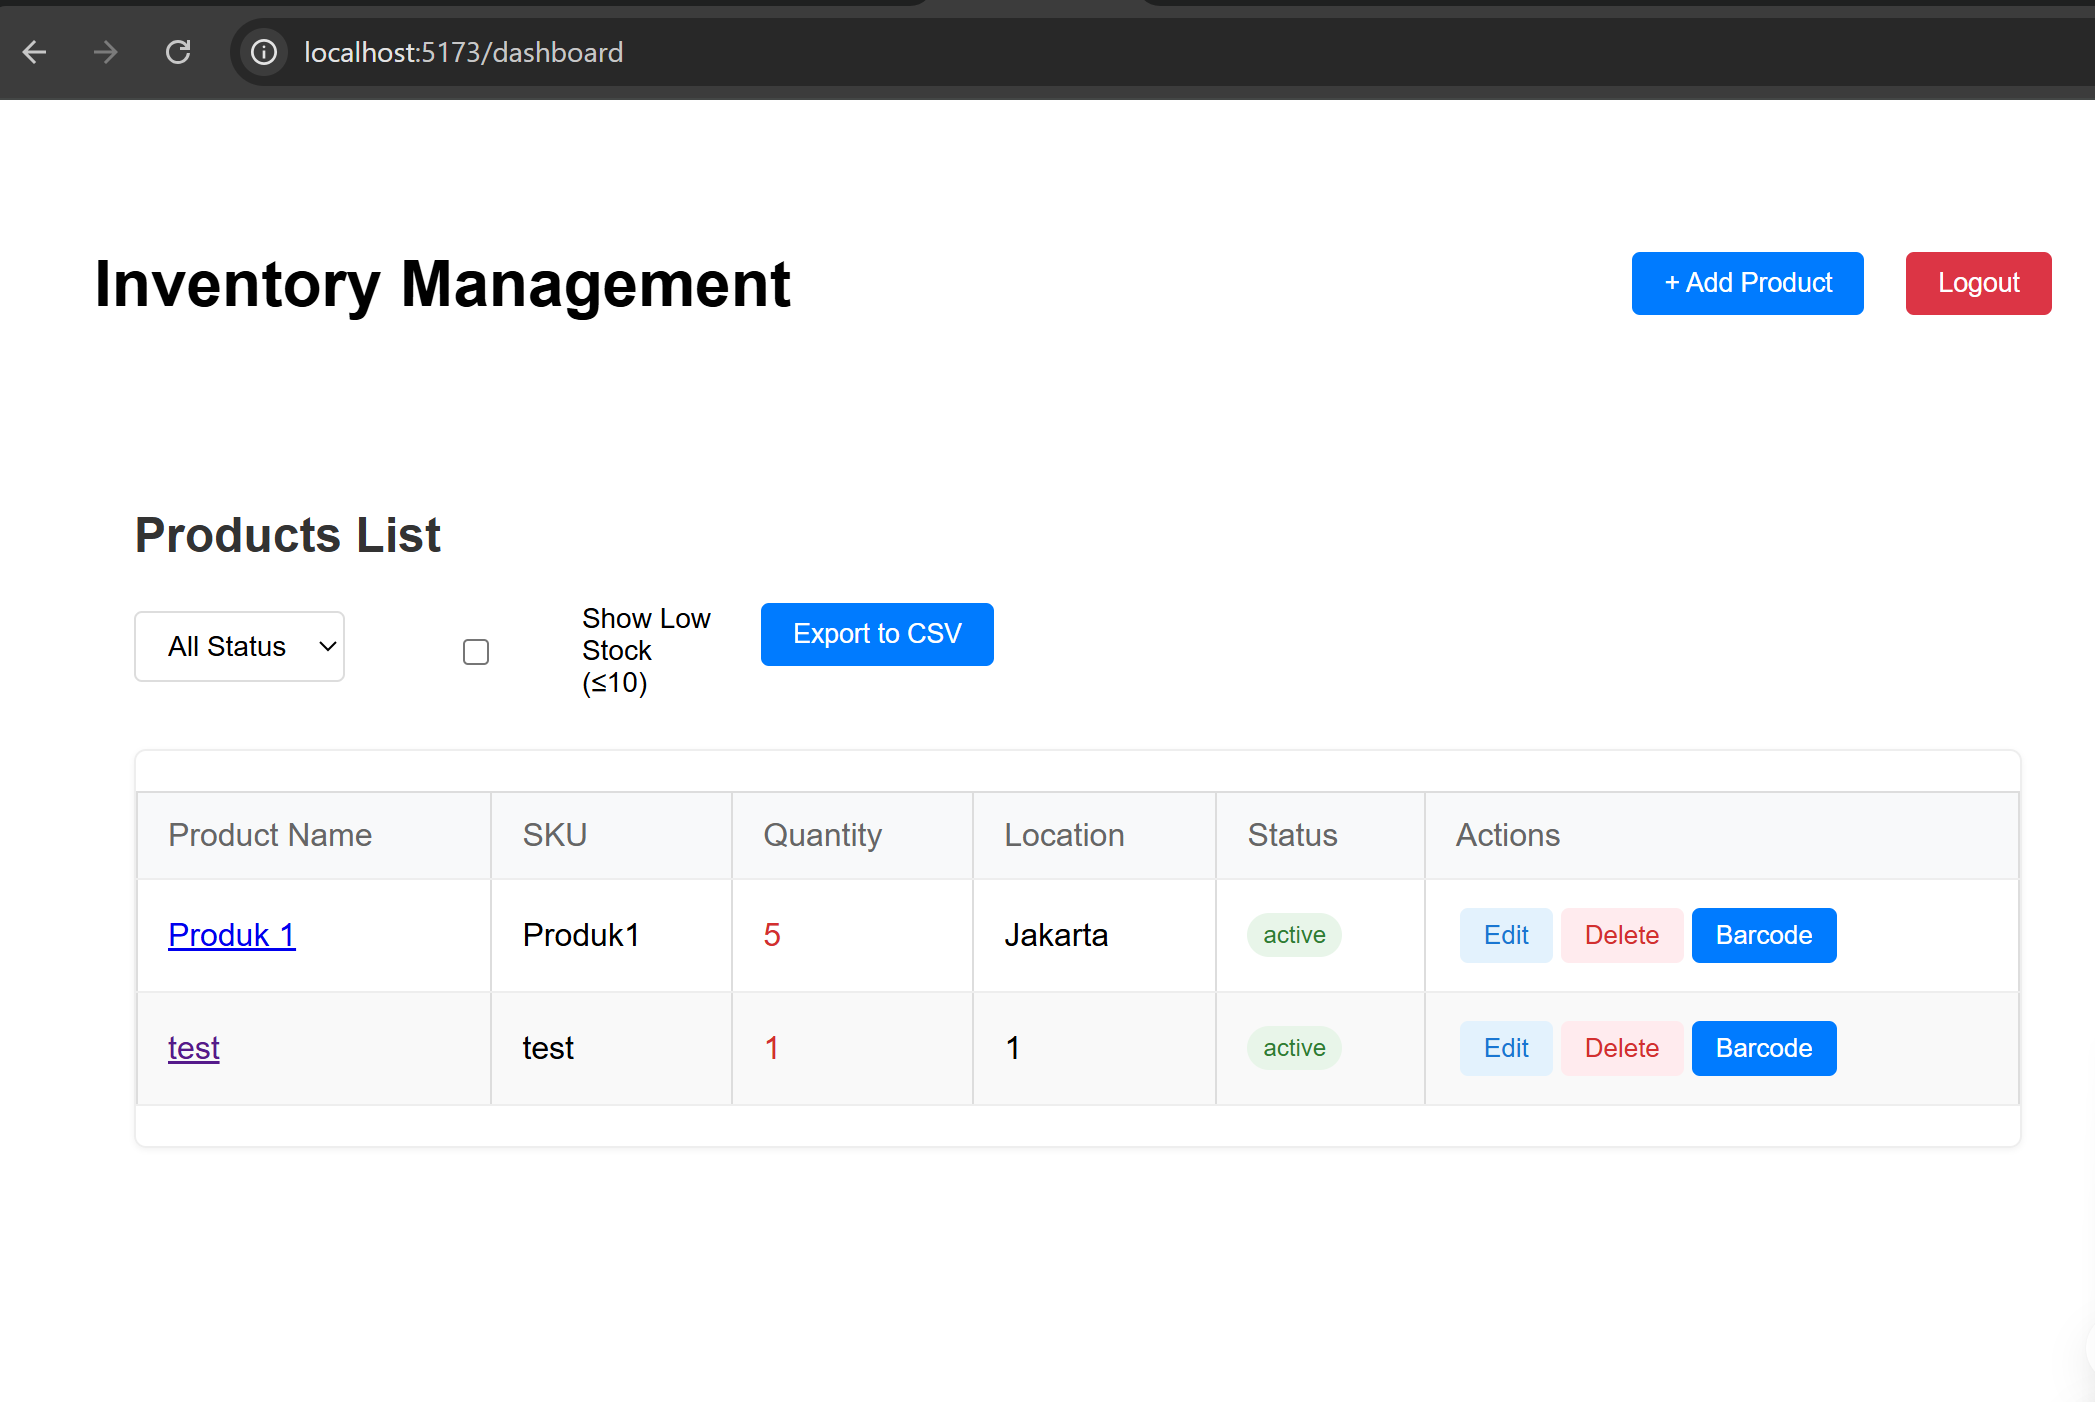 localhost:5173/dashboard
Inventory Management
+ Add Product
Logout
Products List
All Status
Show Low
Stock
(≤10)
Export to CSV
Product Name SKU Quantity Location Status Actions
Produk 1 Produk1 5 Jakarta active Edit Delete Barcode
test test 1 1 active Edit Delete Barcode